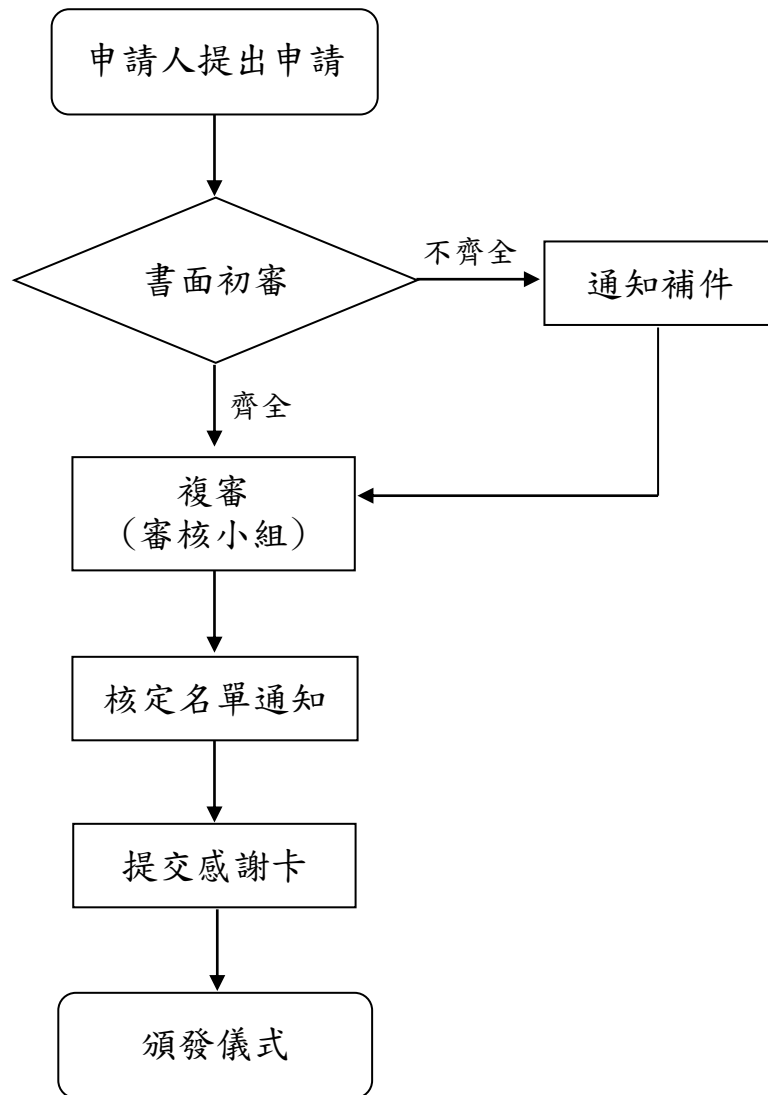 申請人提出申請
書面初審
不齊全
通知補件
齊全
複審
(審核小組)
核定名單通知
提交感謝卡
頒發儀式